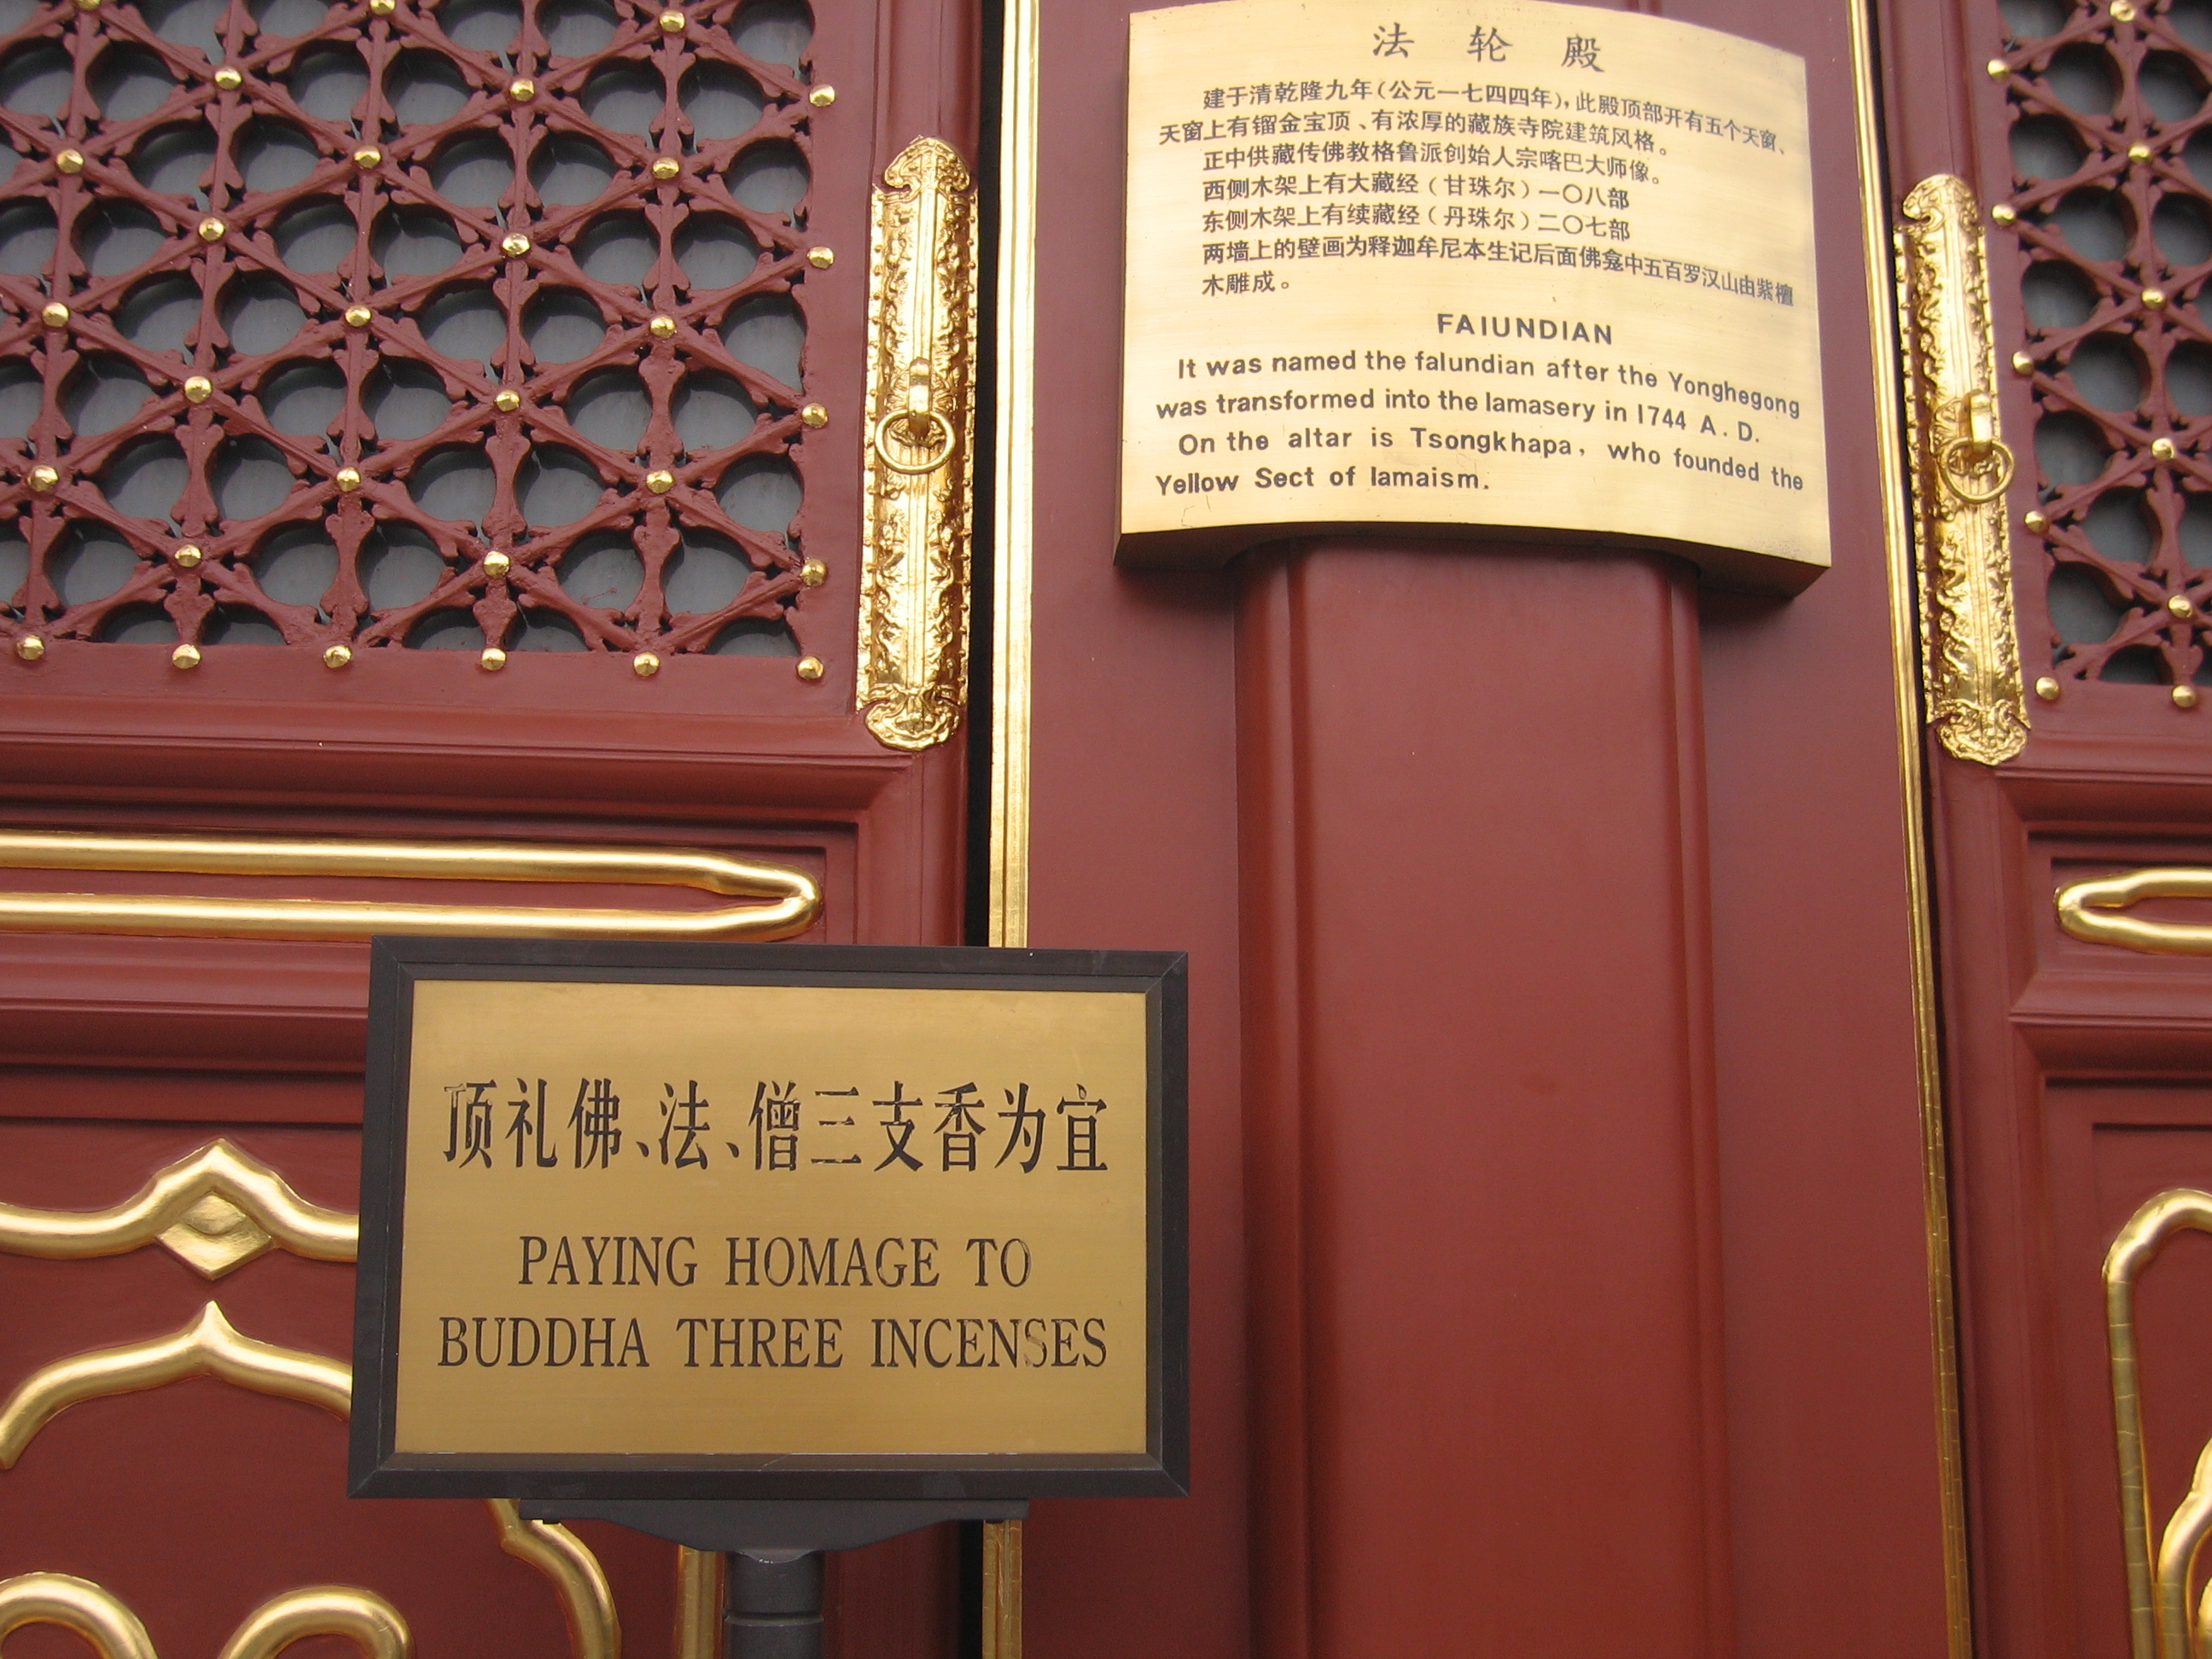 法轮殿
建于清乾隆九年(公元一七四四年),此殿顶部开有五个天窗、
天窗上有镏金宝顶、有浓厚的藏族寺院建筑风格。
正中供藏传佛教格鲁派创始人宗喀巴大师像。
西侧木架上有大藏经(甘珠尔)一〇八部
东侧木架上有续藏经(丹珠尔)二〇七部
两墙上的壁画为释迦牟尼本生记后面佛龛中五百罗汉山由紫檀
木雕成。
FAIUNDIAN
It was named the falundian after the Yonghegong
was transformed into the lamasery in 1744 A.D.
On the altar is Tsongkhapa, who founded the
Yellow Sect of lamaism.
顶礼佛、法、僧三支香为宜
PAYING HOMAGE TO
BUDDHA THREE INCENSES